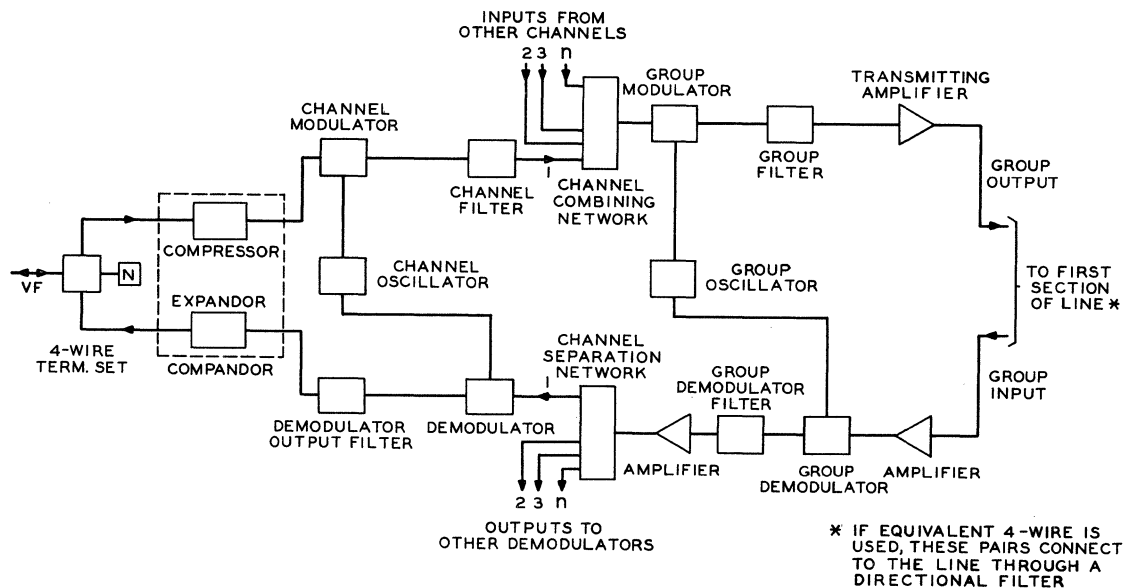 INPUTS FROM
OTHER CHANNELS
2 3 n
GROUP
MODULATOR
TRANSMITTING
AMPLIFIER
CHANNEL
MODULATOR
GROUP
FILTER
GROUP
OUTPUT
CHANNEL
FILTER
1
CHANNEL
COMBINING
NETWORK
COMPRESSOR
VF
N
CHANNEL
OSCILLATOR
GROUP
OSCILLATOR
TO FIRST
SECTION
OF LINE *
EXPANDOR
4-WIRE
TERM. SET
COMPANDOR
CHANNEL
SEPARATION
NETWORK
1
GROUP
DEMODULATOR
FILTER
GROUP
INPUT
DEMODULATOR
OUTPUT FILTER
DEMODULATOR
AMPLIFIER
GROUP
DEMODULATOR
AMPLIFIER
2 3 n
OUTPUTS TO
OTHER DEMODULATORS
* IF EQUIVALENT 4-WIRE IS
USED, THESE PAIRS CONNECT
TO THE LINE THROUGH A
DIRECTIONAL FILTER